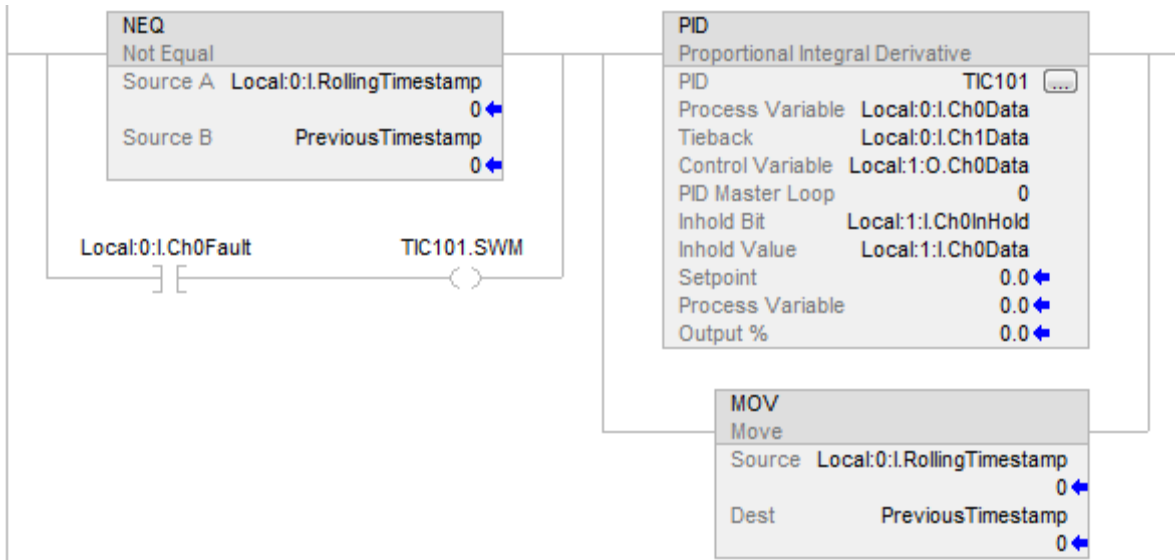 NEQ
Not Equal
Source A Local:0:I.RollingTimestamp
0
Source B PreviousTimestamp
0
Local:0:I.Ch0Fault TIC101.SWM
PID
Proportional Integral Derivative
PID TIC101 ...
Process Variable Local:0:I.Ch0Data
Tieback Local:0:I.Ch1Data
Control Variable Local:1:O.Ch0Data
PID Master Loop 0
Inhold Bit Local:1:I.Ch0InHold
Inhold Value Local:1:I.Ch0Data
Setpoint 0.0
Process Variable 0.0
Output % 0.0
MOV
Move
Source Local:0:I.RollingTimestamp
0
Dest PreviousTimestamp
0